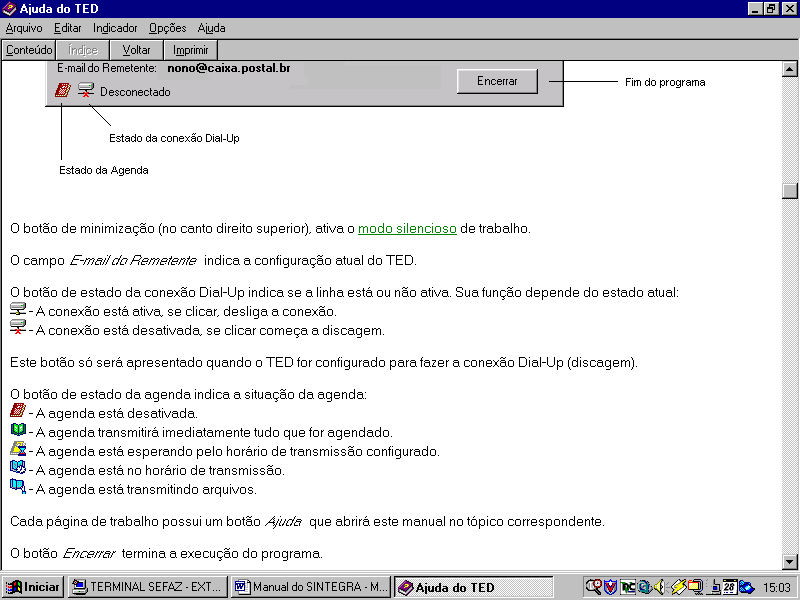 Ajuda do TED
Arquivo Editar Indicador Opções Ajuda
Conteúdo Índice Voltar Imprimir
E-mail do Remetente: nono@caixa.postal.br
Encerrar
Fim do programa
Desconectado
Estado da conexão Dial-Up
Estado da Agenda
O botão de minimização (no canto direito superior), ativa o modo silencioso de trabalho.
O campo E-mail do Remetente indica a configuração atual do TED.
O botão de estado da conexão Dial-Up indica se a linha está ou não ativa. Sua função depende do estado atual:
- A conexão está ativa, se clicar, desliga a conexão.
- A conexão está desativada, se clicar começa a discagem.
Este botão só será apresentado quando o TED for configurado para fazer a conexão Dial-Up (discagem).
O botão de estado da agenda indica a situação da agenda:
- A agenda está desativada.
- A agenda transmitirá imediatamente tudo que for agendado.
- A agenda está esperando pelo horário de transmissão configurado.
- A agenda está no horário de transmissão.
- A agenda está transmitindo arquivos.
Cada página de trabalho possui um botão Ajuda que abrirá este manual no tópico correspondente.
O botão Encerrar termina a execução do programa.
Iniciar TERMINAL SEFAZ - EXT... Manual do SINTEGRA - M... Ajuda do TED 28 15:03